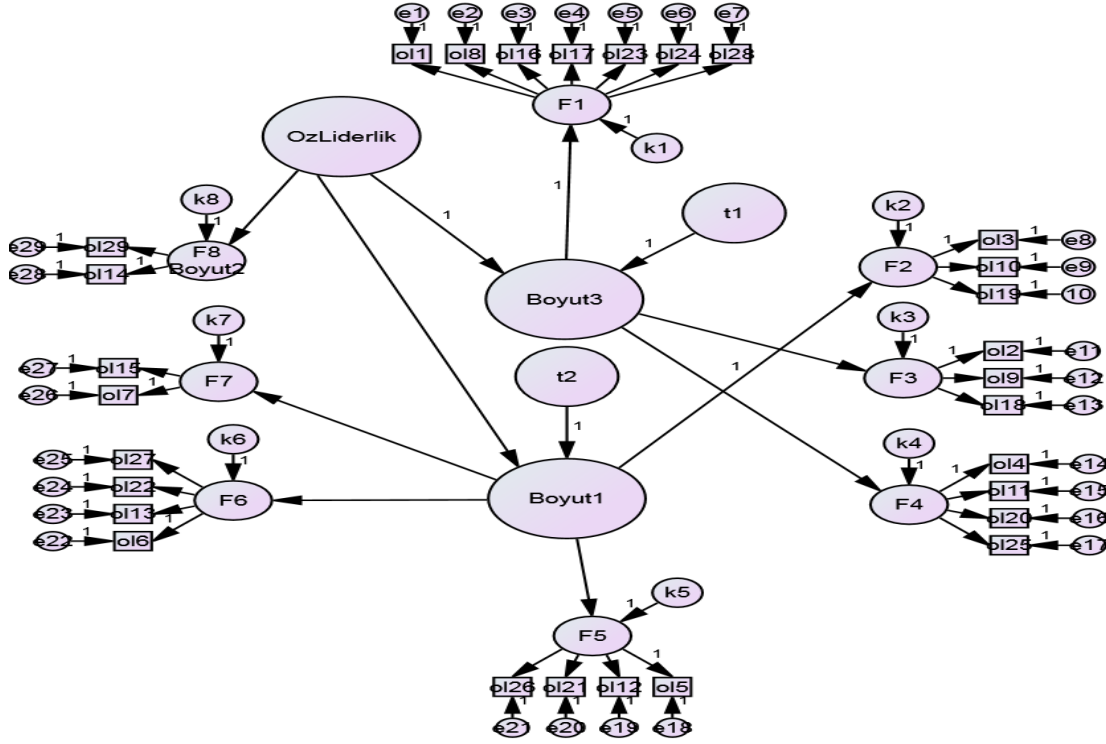 e1 e2 e3 e4 e5 e6 e7
1 1 1 1 1 1 1
ol1 ol8 ol16 ol17 ol23 ol24 ol28
F1
1
k1
OzLiderlik
1
1
t1
1
k8
1
e29 1 ol29
F8
Boyut2
e28 1 ol14 1
k2
1
F2
1 ol3 1 e8
ol10 1 e9
ol19 1 10
Boyut3
k7
1
e27 1 ol15
F7
e26 1 ol7 1
t2
1
1
k3
1
F3
1 ol2 1 e11
ol9 1 e12
ol18 1 e13
k6
1
e25 1 ol27
e24 1 ol22
F6
e23 1 ol13
e22 1 ol6 1
Boyut1
k4
1
F4
1 ol4 1 e14
ol11 1 e15
ol20 1 e16
ol25 1 e17
k5
1
F5
1
ol26 ol21 ol12 ol5
1 1 1 1
e21 e20 e19 e18